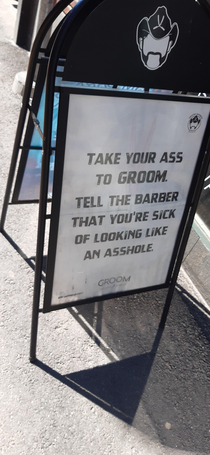 TAKE YOUR ASS
TO GROOM.
TELL THE BARBER
THAT YOU'RE SICK
OF LOOKING LIKE
AN ASSHOLE.
GROOM